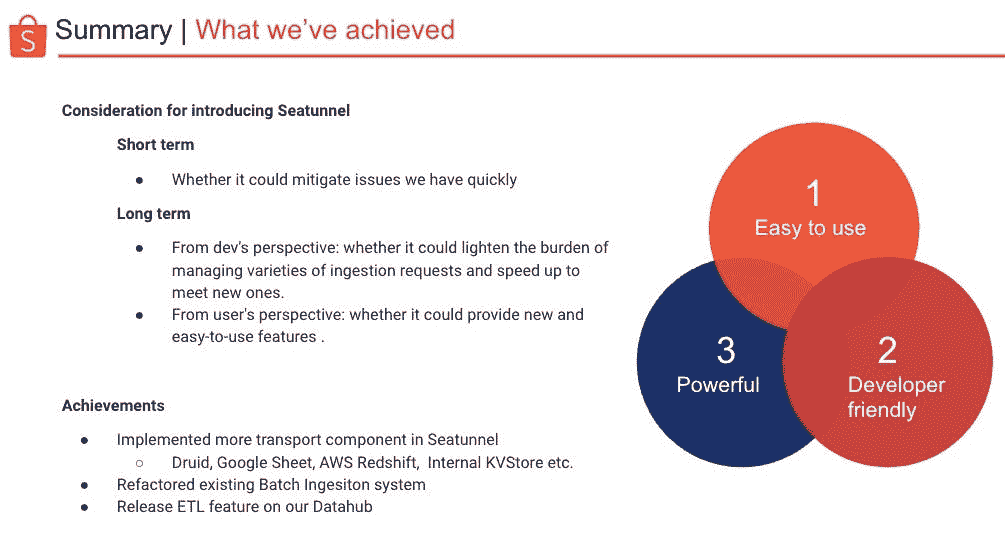 S
Summary | What we've achieved
Consideration for introducing Seatunnel
Short term
● Whether it could mitigate issues we have quickly
Long term
● From dev's perspective: whether it could lighten the burden of
managing varieties of ingestion requests and speed up to
meet new ones.
● From user's perspective: whether it could provide new and
easy-to-use features .
Achievements
● Implemented more transport component in Seatunnel
○ Druid, Google Sheet, AWS Redshift, Internal KVStore etc.
● Refactored existing Batch Ingesiton system
● Release ETL feature on our Datahub
1
Easy to use
3
Powerful
2
Developer
friendly